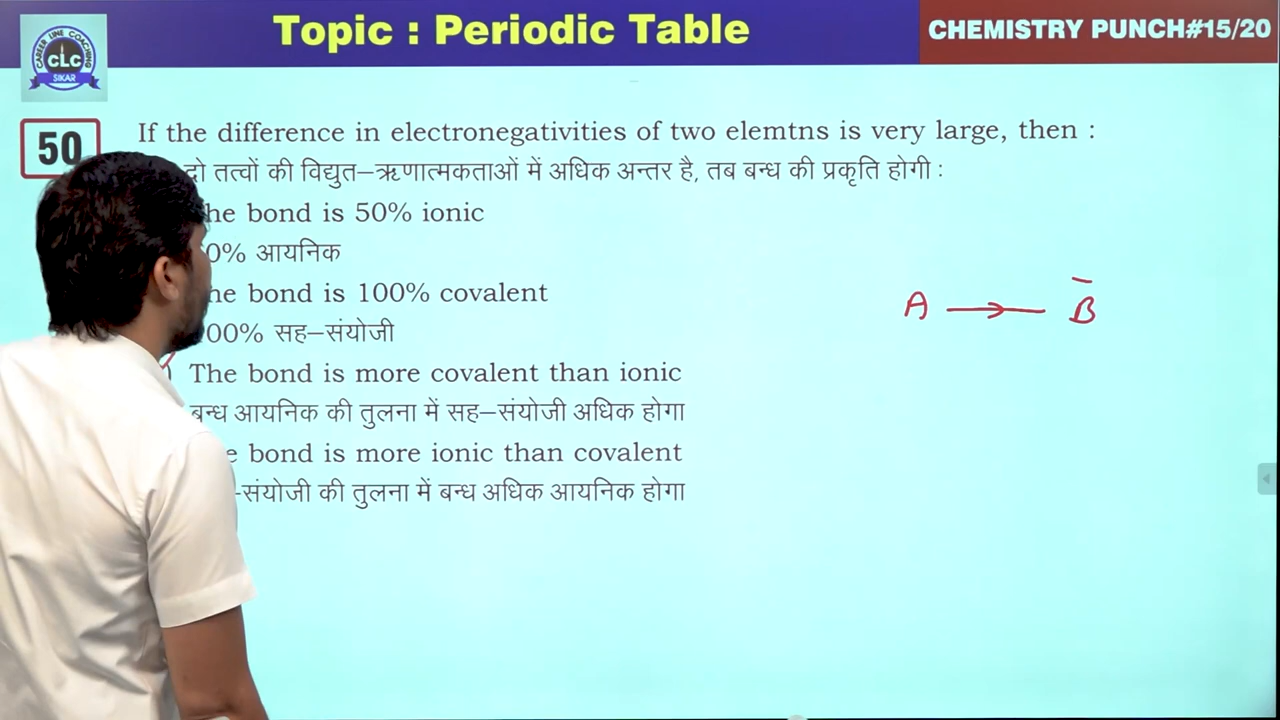 Topic : Periodic Table
CHEMISTRY PUNCH#15/20
CAREER LINE COACHING
CLC
SIKAR
50
If the difference in electronegativities of two elemtns is very large, then :
दो तत्वों की विद्युत–ऋणात्मकताओं में अधिक अन्तर है, तब बन्ध की प्रकृति होगी :
he bond is 50% ionic
0% आयनिक
he bond is 100% covalent
00% सह–संयोजी
The bond is more covalent than ionic
बन्ध आयनिक की तुलना में सह–संयोजी अधिक होगा
e bond is more ionic than covalent
-संयोजी की तुलना में बन्ध अधिक आयनिक होगा
A → B̄